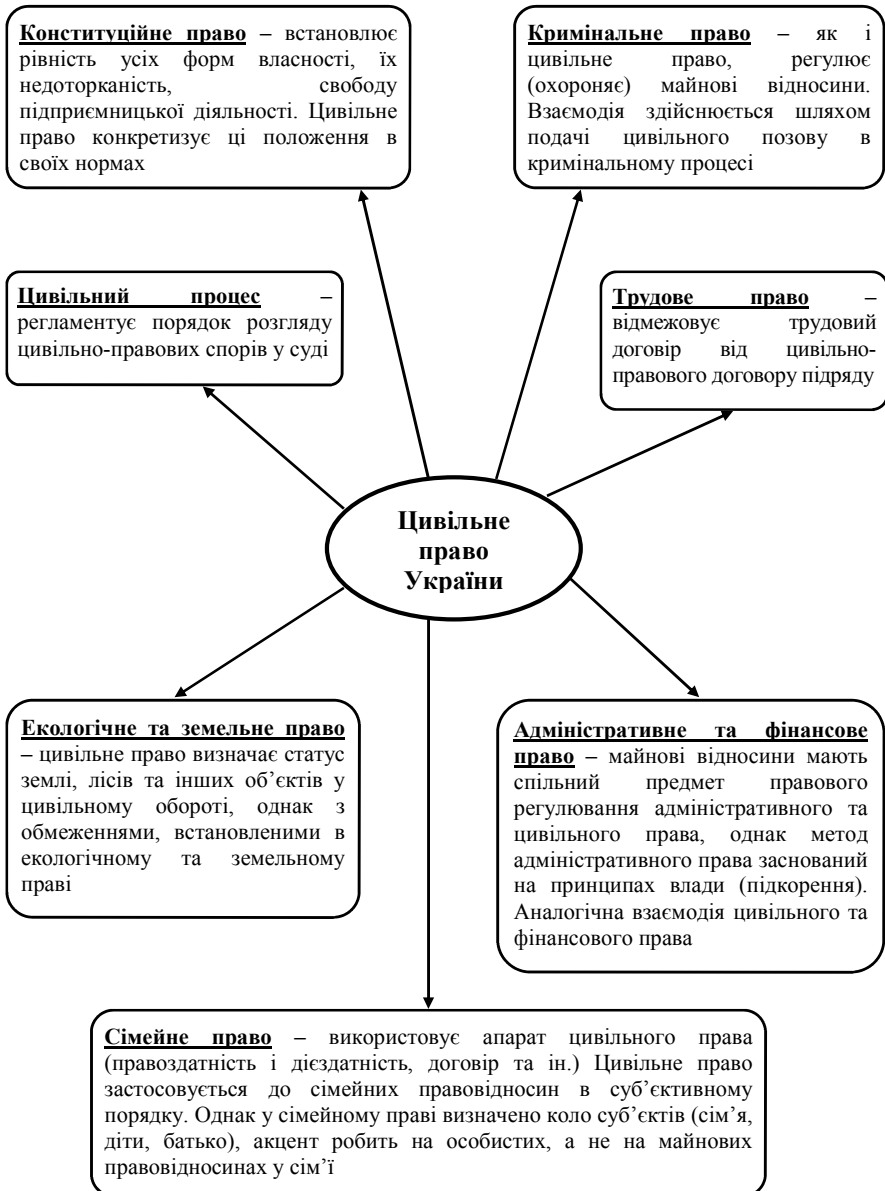 Конституційне право – встановлює
рівність усіх форм власності, їх
недоторканість, свободу
підприємницької діяльності. Цивільне
право конкретизує ці положення в
своїх нормах
Кримінальне право – як і
цивільне право, регулює
(охороняє) майнові відносини.
Взаємодія здійснюється шляхом
подачі цивільного позову в
кримінальному процесі
Цивільний процес –
регламентує порядок розгляду
цивільно-правових спорів у суді
Трудове право –
відмежовує трудовий
договір від цивільно-
правового договору підряду
Цивільне
право
України
Екологічне та земельне право
– цивільне право визначає статус
землі, лісів та інших об’єктів у
цивільному обороті, однак з
обмеженнями, встановленими в
екологічному та земельному
праві
Адміністративне та фінансове
право – майнові відносини мають
спільний предмет правового
регулювання адміністративного та
цивільного права, однак метод
адміністративного права заснований
на принципах влади (підкорення).
Аналогічна взаємодія цивільного та
фінансового права
Сімейне право – використовує апарат цивільного права
(правоздатність і дієздатність, договір та ін.) Цивільне право
застосовується до сімейних правовідносин в суб’єктивному
порядку. Однак у сімейному праві визначено коло суб’єктів (сім’я,
діти, батько), акцент робить на особистих, а не на майнових
правовідносинах у сім’ї